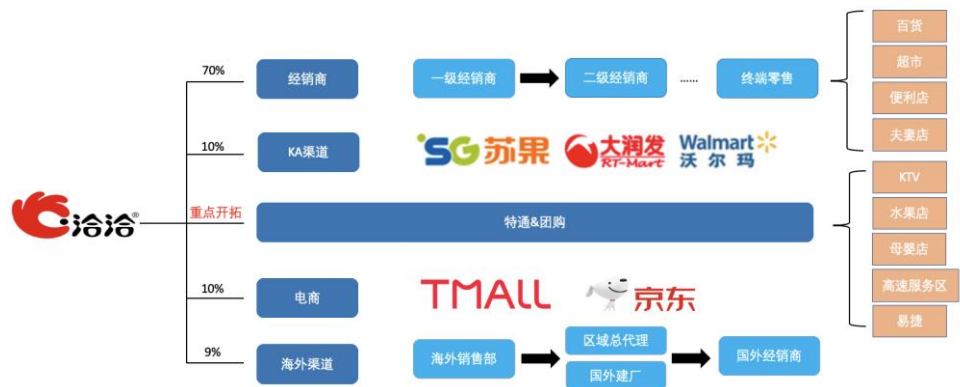 70%
经销商
一级经销商
二级经销商
......
终端零售
百货
超市
便利店
夫妻店
10%
KA渠道
SG苏果
大润发
RT-Mart
Walmart
沃尔玛
洽洽®
重点开拓
特通&团购
KTV
水果店
母婴店
高速服务区
易捷
10%
电商
TMALL
京东
9%
海外渠道
海外销售部
区域总代理
国外建厂
国外经销商